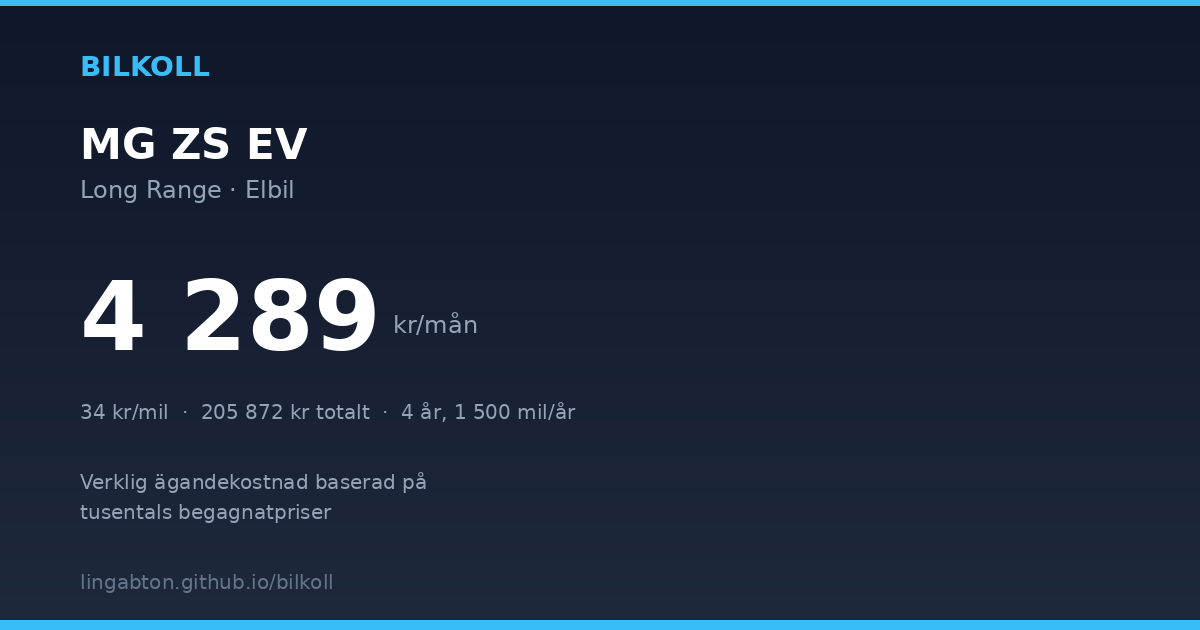 BILKOLL
MG ZS EV
Long Range · Elbil
4 289 kr/mån
34 kr/mil · 205 872 kr totalt · 4 år, 1 500 mil/år
Verklig ägandekostnad baserad på
tusentals begagnatpriser
lingabton.github.io/bilkoll